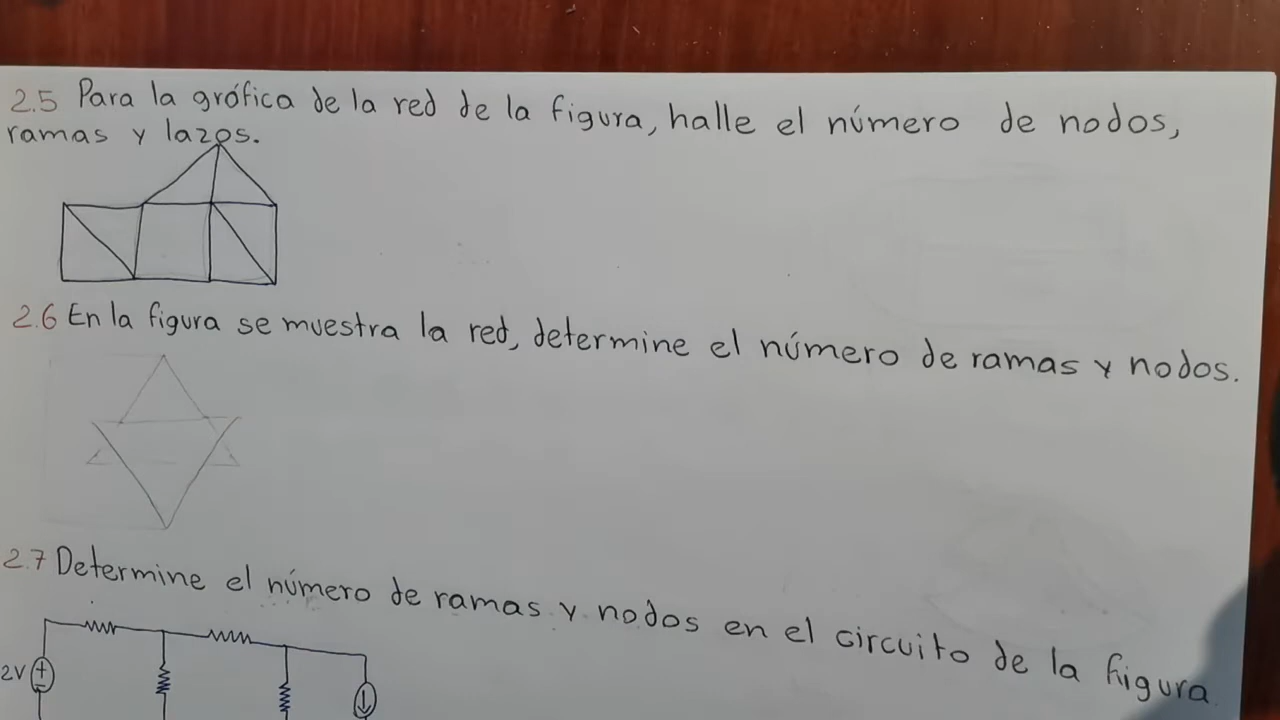 2.5 Para la gráfica de la red de la figura, halle el número de nodos,
ramas y lazos.
2.6 En la figura se muestra la red, determine el número de ramas y nodos.
2.7 Determine el número de ramas y nodos en el circuito de la figura.
2V